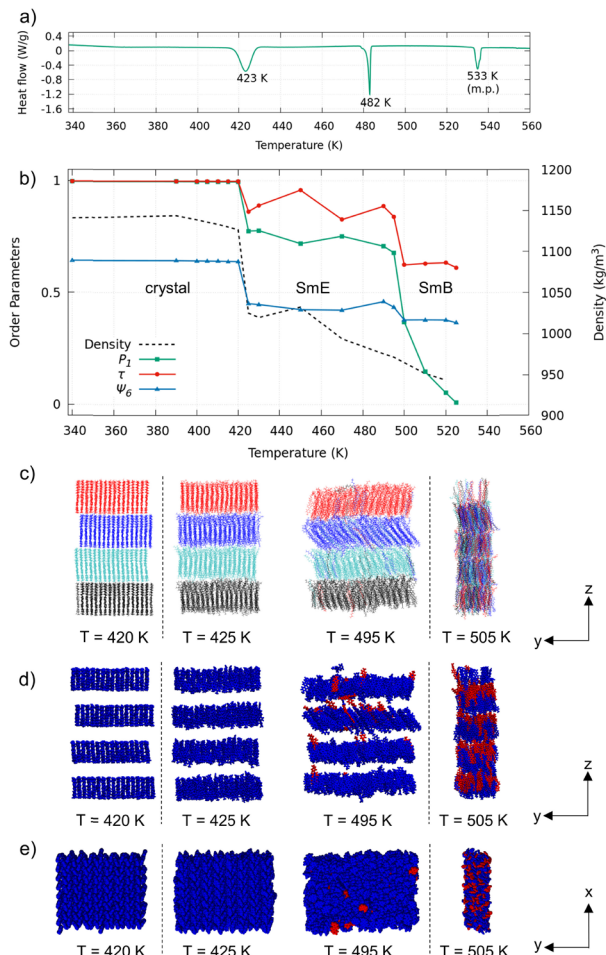 a)
Heat flow (W/g)
0.4
0
-0.4
-0.8
-1.2
-1.6
423 K
482 K
533 K
(m.p.)
340 360 380 400 420 440 460 480 500 520 540 560
Temperature (K)
b)
Order Parameters
1
0.5
0
crystal
SmE
SmB
Density
P1
τ
Ψ6
1200
1150
1100
1050
1000
950
900
Density (kg/m³)
340 360 380 400 420 440 460 480 500 520 540 560
Temperature (K)
c)
T = 420 K T = 425 K T = 495 K T = 505 K
z
y
d)
T = 420 K T = 425 K T = 495 K T = 505 K
z
y
e)
T = 420 K T = 425 K T = 495 K T = 505 K
x
y